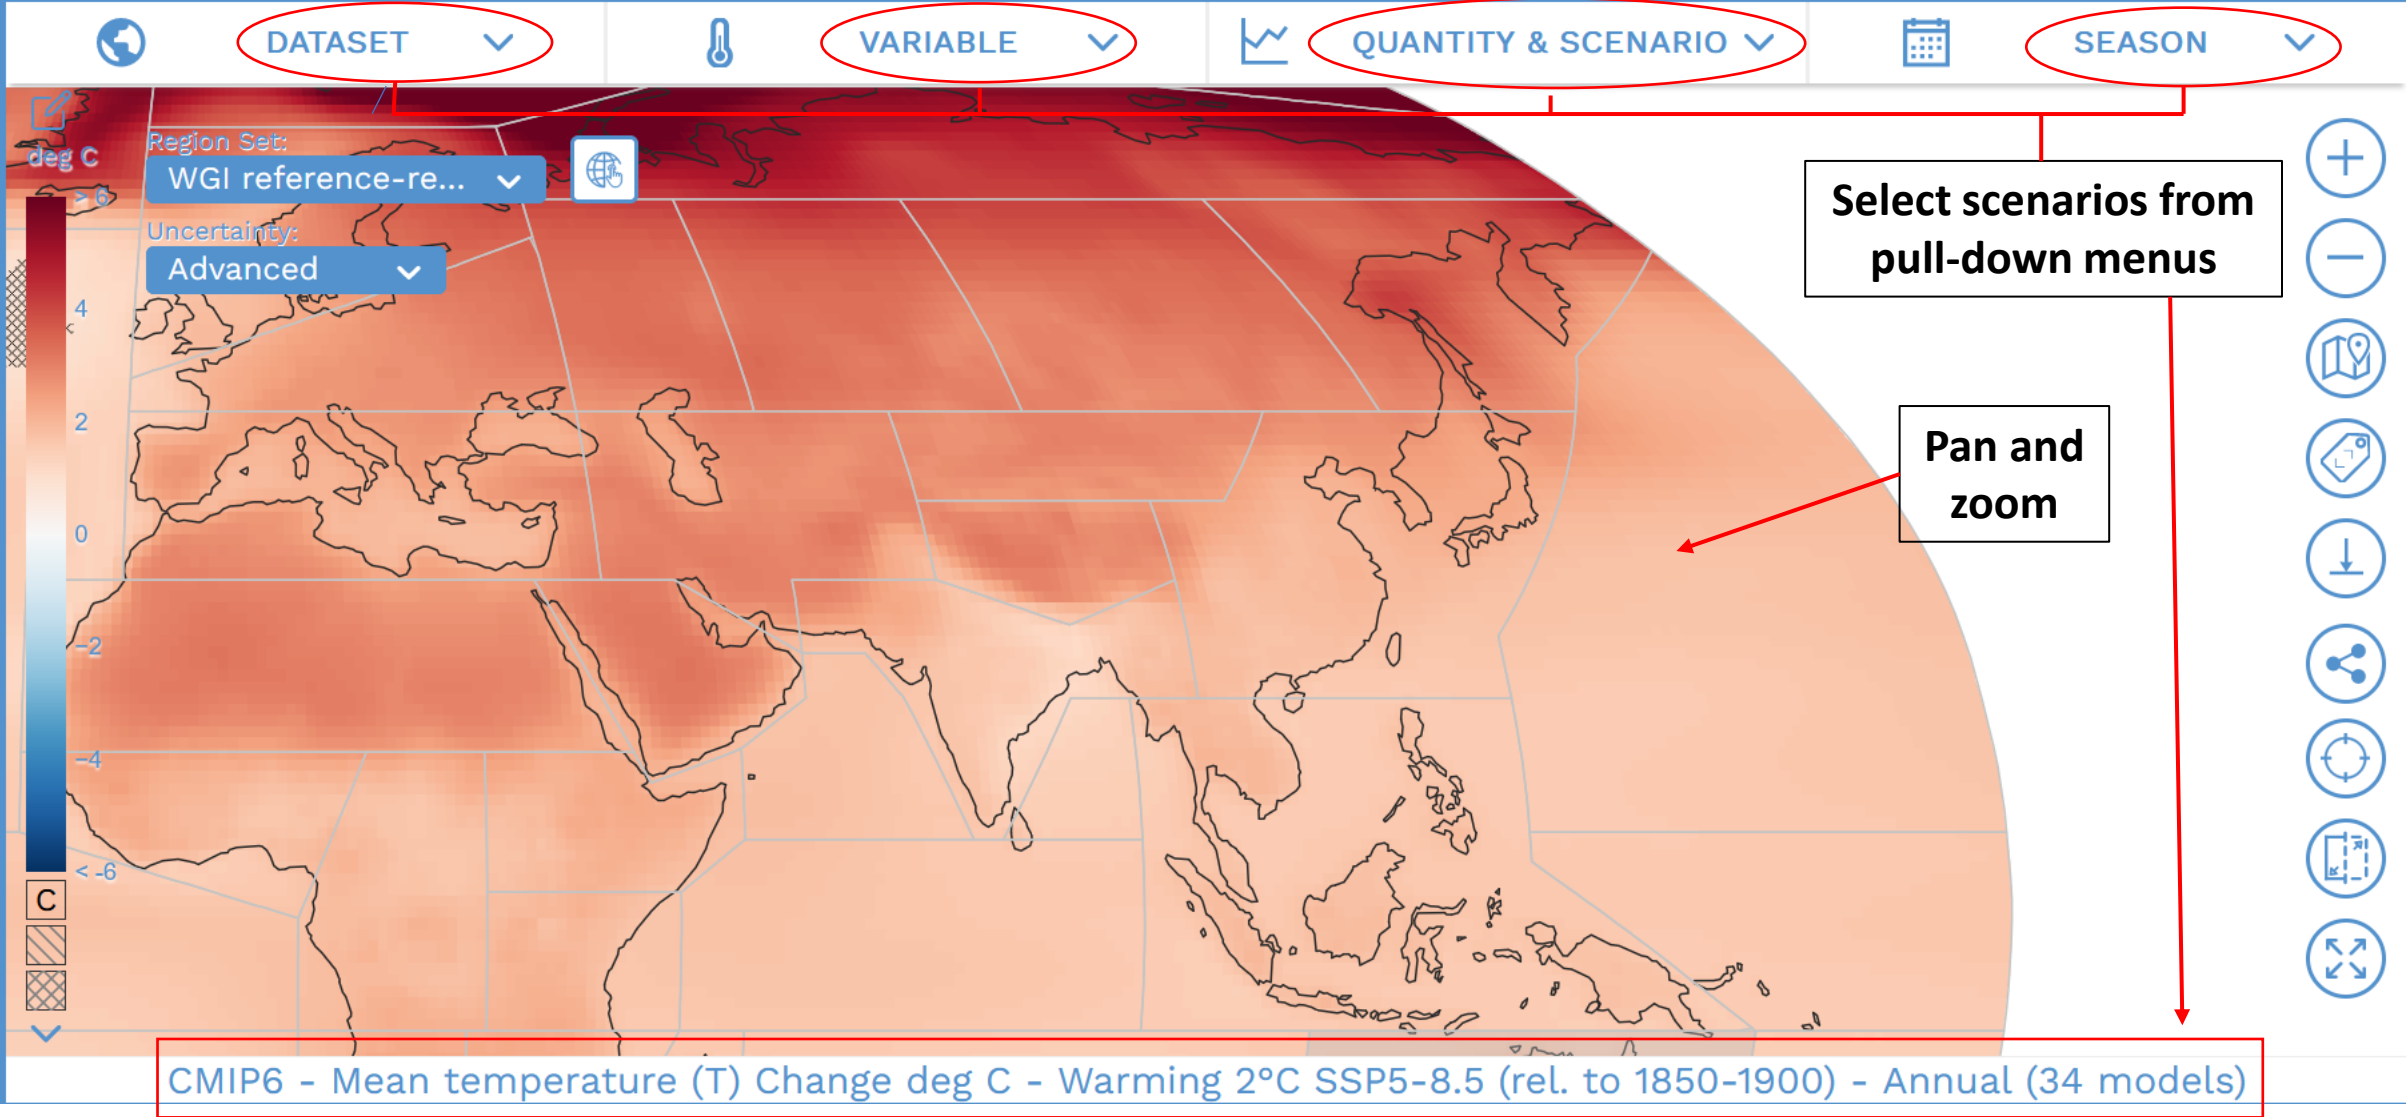 DATASET
VARIABLE
QUANTITY & SCENARIO
SEASON
Region Set:
deg C
WGI reference-re...
> 6
Uncertainty:
Advanced
4
2
0
−2
−4
< -6
C
Select scenarios from
pull-down menus
Pan and
zoom
CMIP6 - Mean temperature (T) Change deg C - Warming 2°C SSP5-8.5 (rel. to 1850-1900) - Annual (34 models)